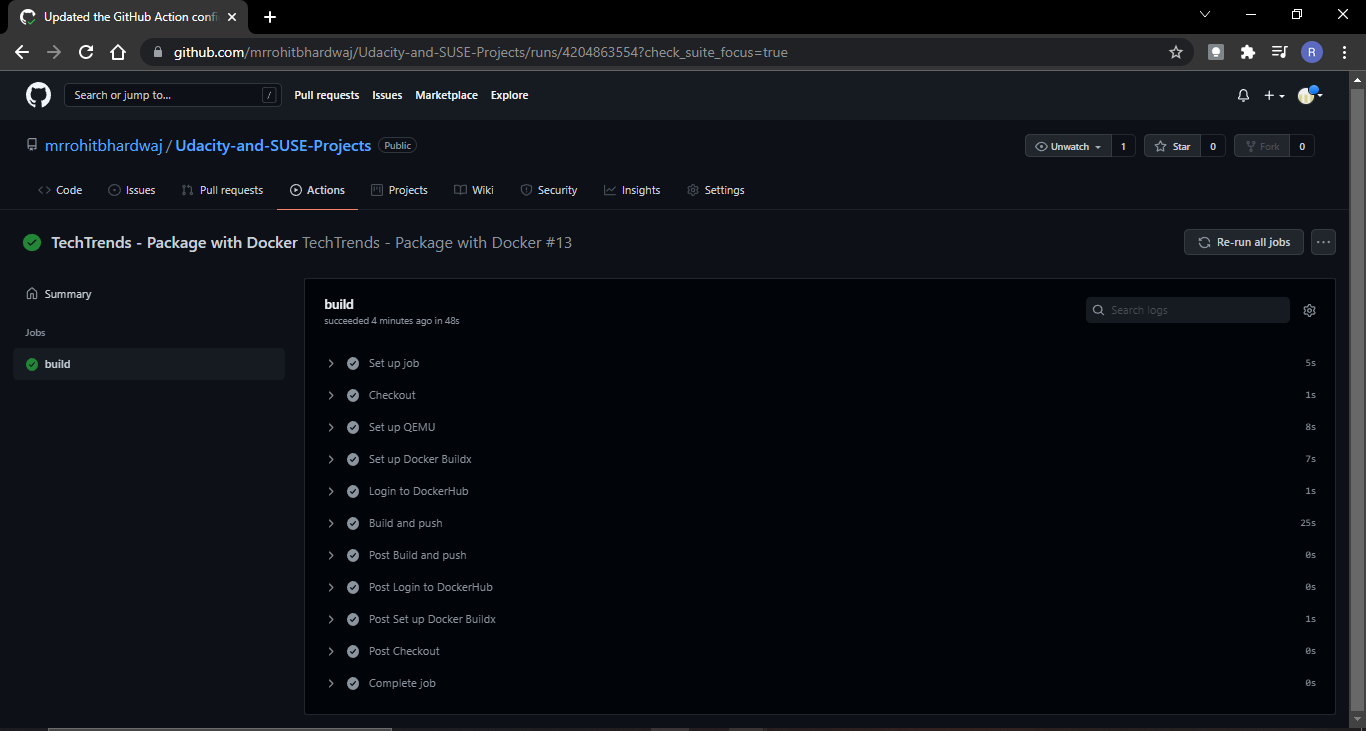 Updated the GitHub Action confi
github.com/mrrohitbhardwaj/Udacity-and-SUSE-Projects/runs/4204863554?check_suite_focus=true
R
Search or jump to... / Pull requests Issues Marketplace Explore
mrrohitbhardwaj / Udacity-and-SUSE-Projects Public Unwatch 1 Star 0 Fork 0
Code Issues Pull requests Actions Projects Wiki Security Insights Settings
TechTrends - Package with Docker TechTrends - Package with Docker #13 Re-run all jobs
Summary
Jobs
build
build
succeeded 4 minutes ago in 48s
Search logs
Set up job 5s
Checkout 1s
Set up QEMU 8s
Set up Docker Buildx 7s
Login to DockerHub 1s
Build and push 25s
Post Build and push 0s
Post Login to DockerHub 0s
Post Set up Docker Buildx 1s
Post Checkout 0s
Complete job 0s